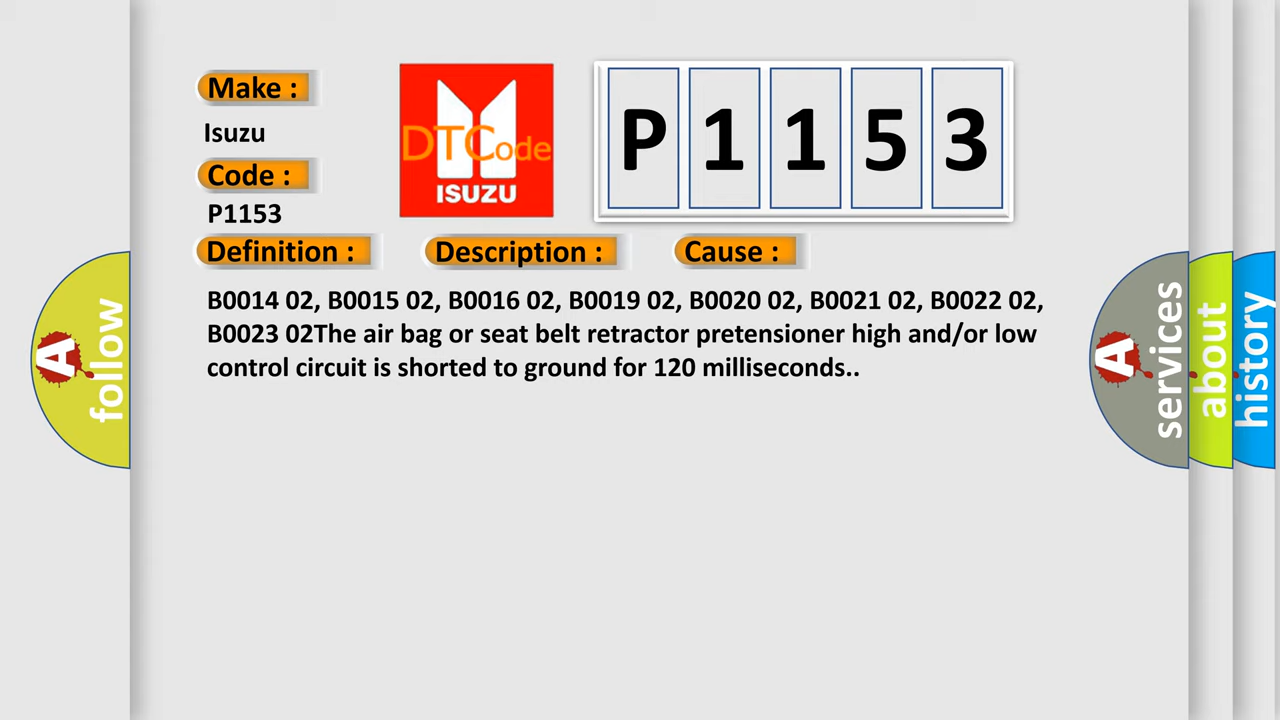 Make :
Isuzu
Code :
P1153
DTCode
ISUZU
P 1 1 5 3
Definition :
Description :
Cause :
B0014 02, B0015 02, B0016 02, B0019 02, B0020 02, B0021 02, B0022 02,
B0023 02The air bag or seat belt retractor pretensioner high and/or low
control circuit is shorted to ground for 120 milliseconds..
A
follow
A
services
about
history